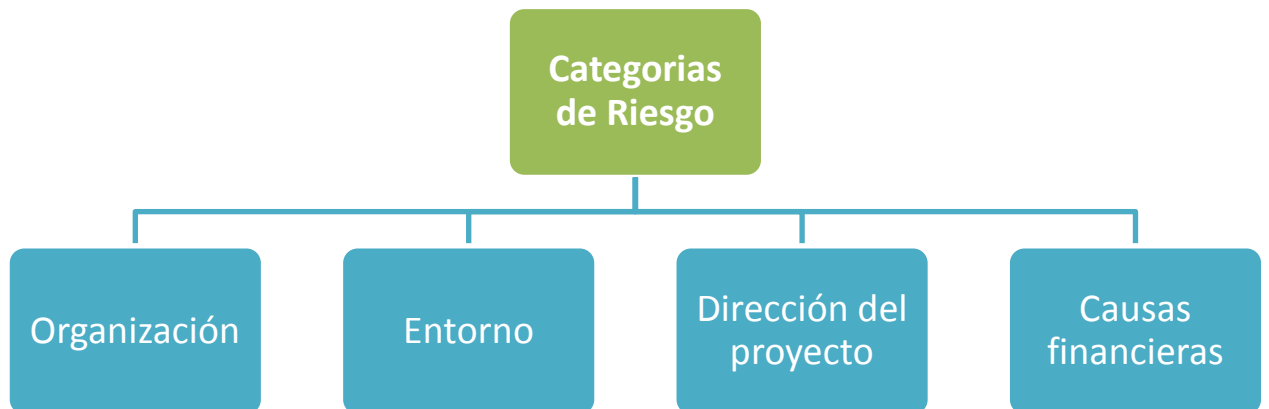 Categorias
de Riesgo
Organización
Entorno
Dirección del
proyecto
Causas
financieras